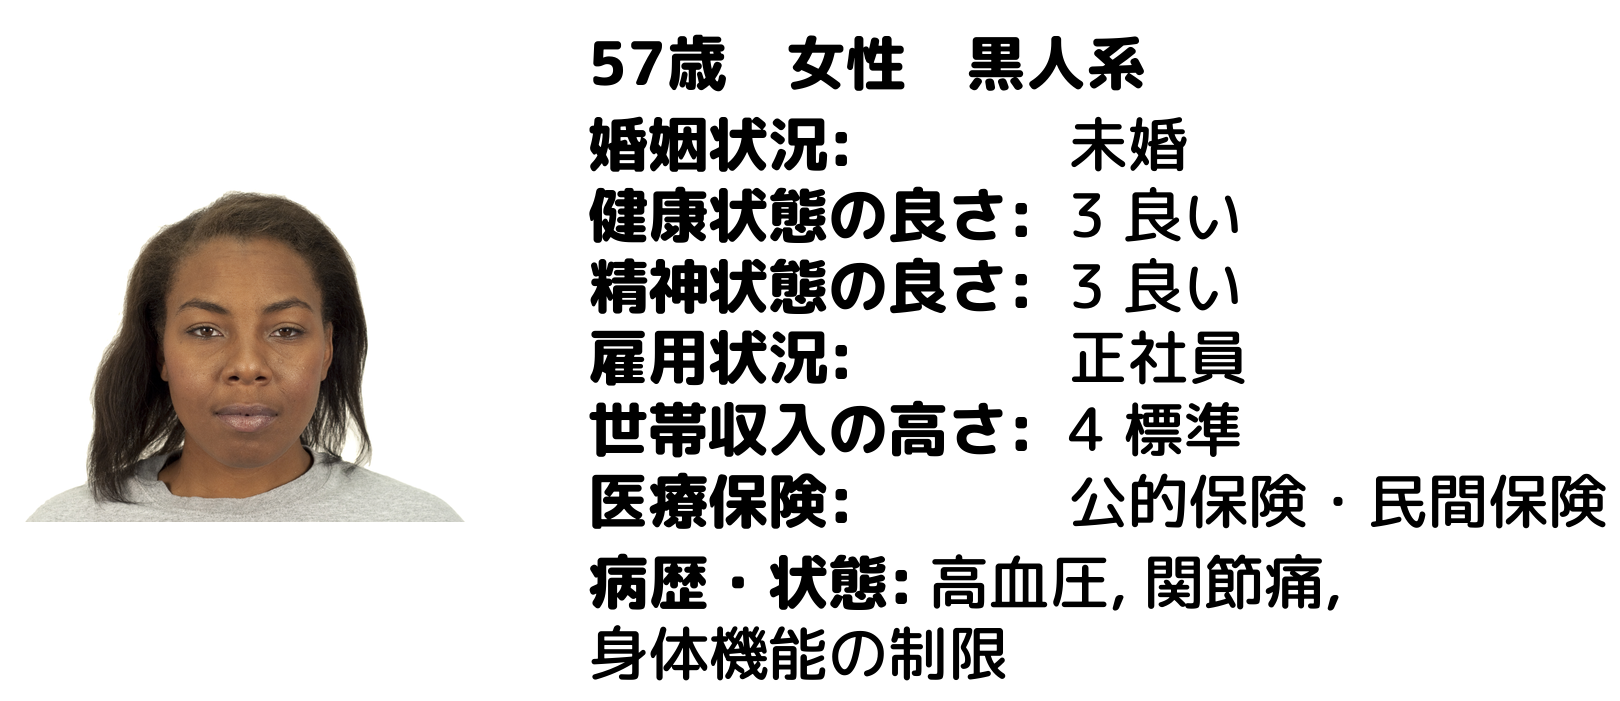 57歳　女性　黒人系
婚姻状況: 未婚
健康状態の良さ: 3 良い
精神状態の良さ: 3 良い
雇用状況: 正社員
世帯収入の高さ: 4 標準
医療保険: 公的保険・民間保険
病歴・状態: 高血圧, 関節痛,
身体機能の制限